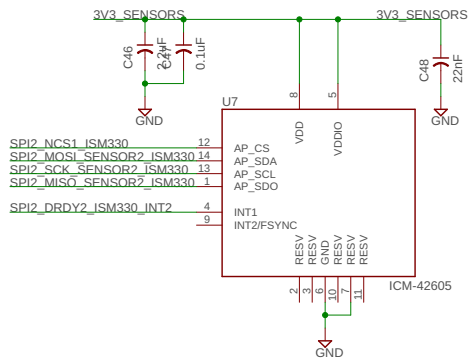 3V3_SENSORS
3V3_SENSORS
C46
2.2uF
C47
0.1uF
C48
22nF
GND
GND
U7
8
5
VDD
VDDIO
SPI2_NCS1_ISM330
12
AP_CS
SPI2_MOSI_SENSOR2_ISM330
14
AP_SDA
SPI2_SCK_SENSOR2_ISM330
13
AP_SCL
SPI2_MISO_SENSOR2_ISM330
1
AP_SDO
SPI2_DRDY2_ISM330_INT2
4
INT1
9
INT2/FSYNC
RESV
RESV
GND
RESV
RESV
RESV
2
3
6
10
7
11
ICM-42605
GND